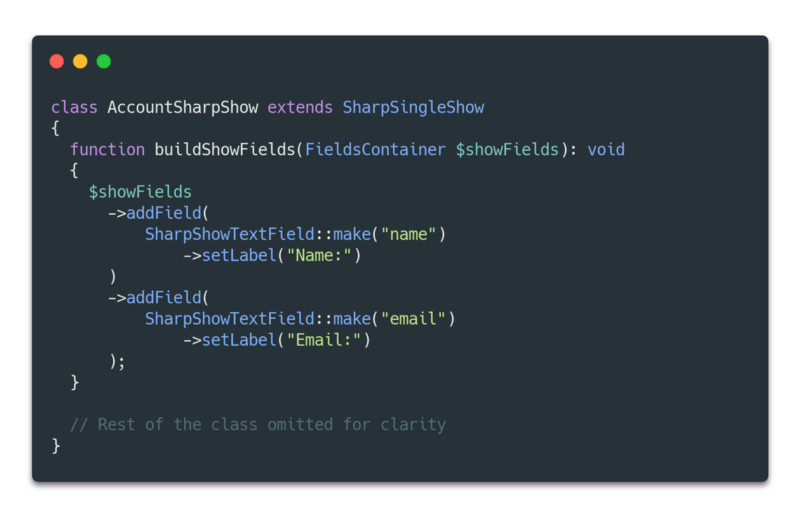 class AccountSharpShow extends SharpSingleShow
{
  function buildShowFields(FieldsContainer $showFields): void
  {
    $showFields
      ->addField(
          SharpShowTextField::make("name")
              ->setLabel("Name:")
      )
      ->addField(
          SharpShowTextField::make("email")
              ->setLabel("Email:")
      );
  }

  // Rest of the class omitted for clarity
}